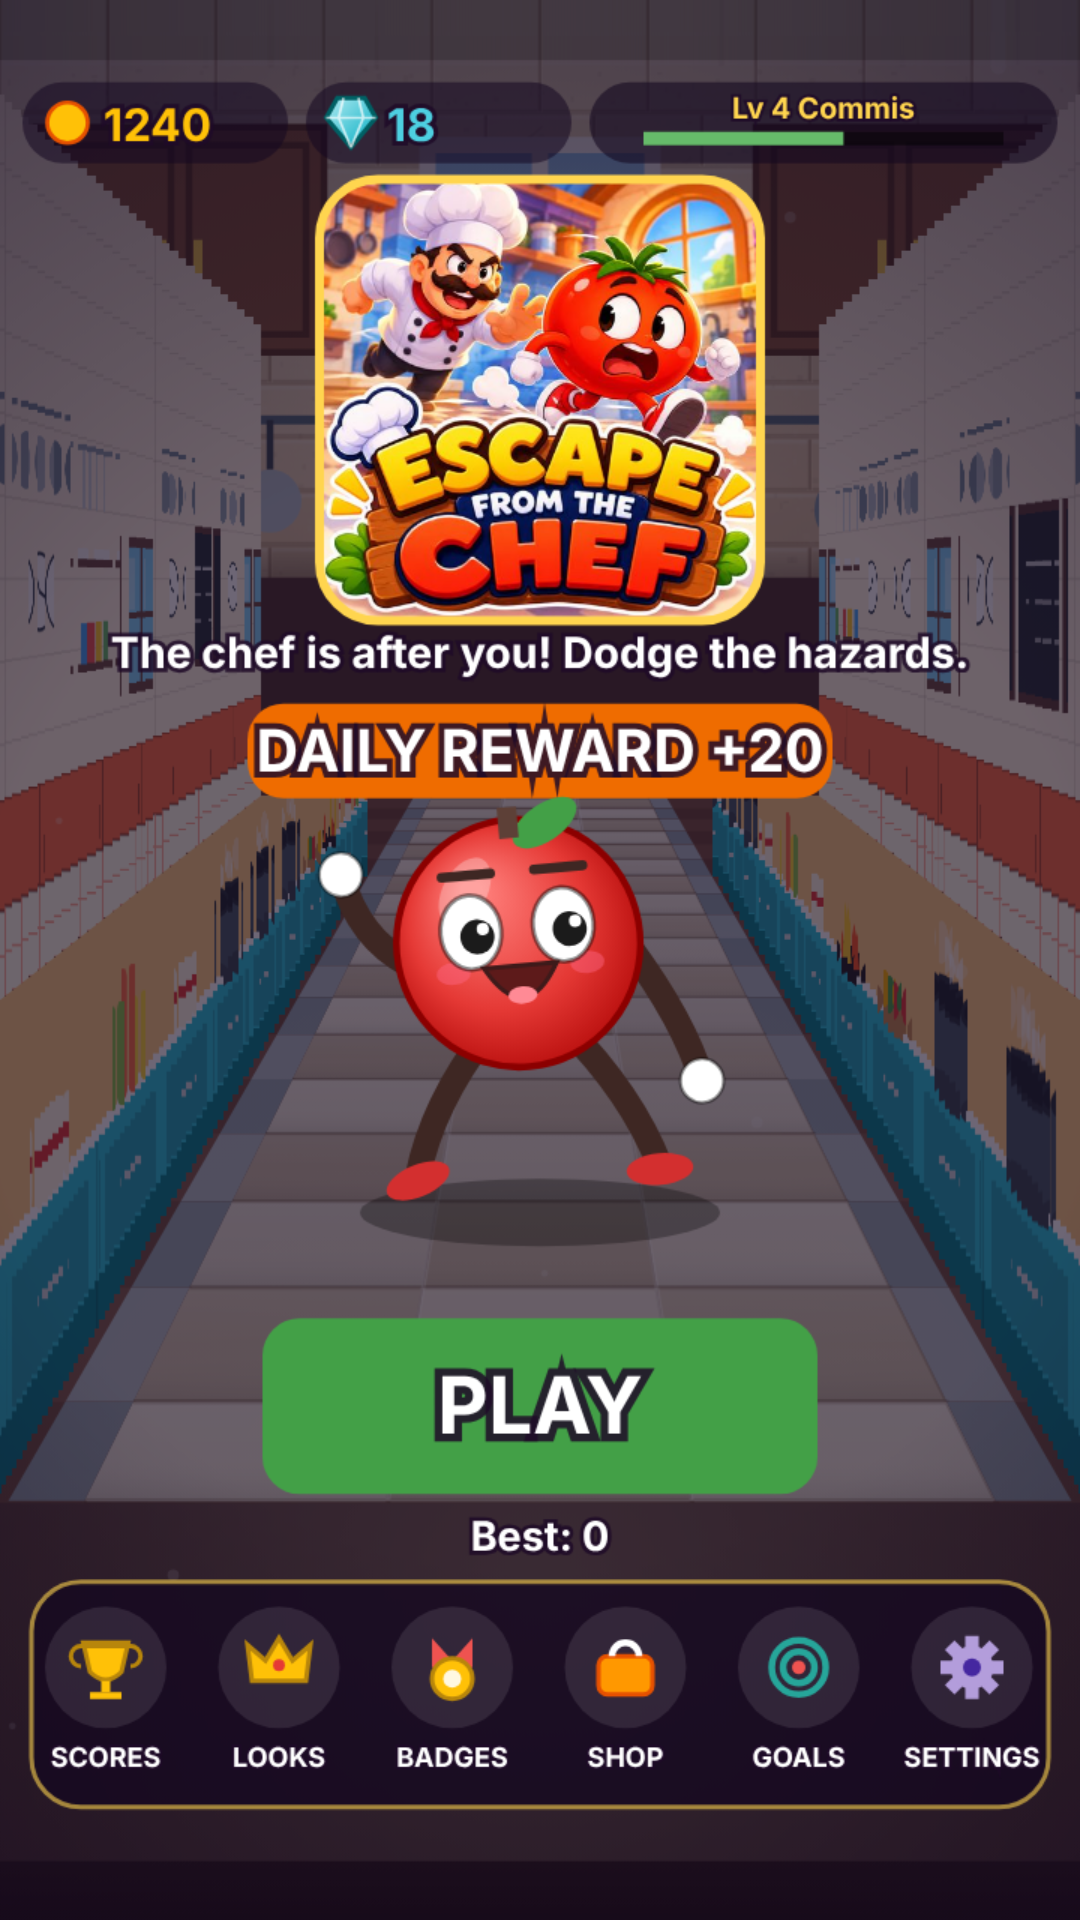 1240
18
Lv 4 Commis
ESCAPE
FROM THE
CHEF
The chef is after you! Dodge the hazards.
DAILY REWARD +20
PLAY
Best: 0
SCORES
LOOKS
BADGES
SHOP
GOALS
SETTINGS